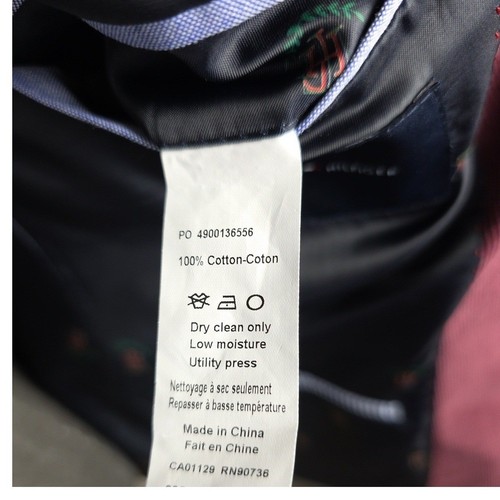 PO 4900136556
100% Cotton-Coton
Dry clean only
Low moisture
Utility press
Nettoyage à sec seulement
Repasser à basse température
Made in China
Fait en Chine
CA01129 RN90736